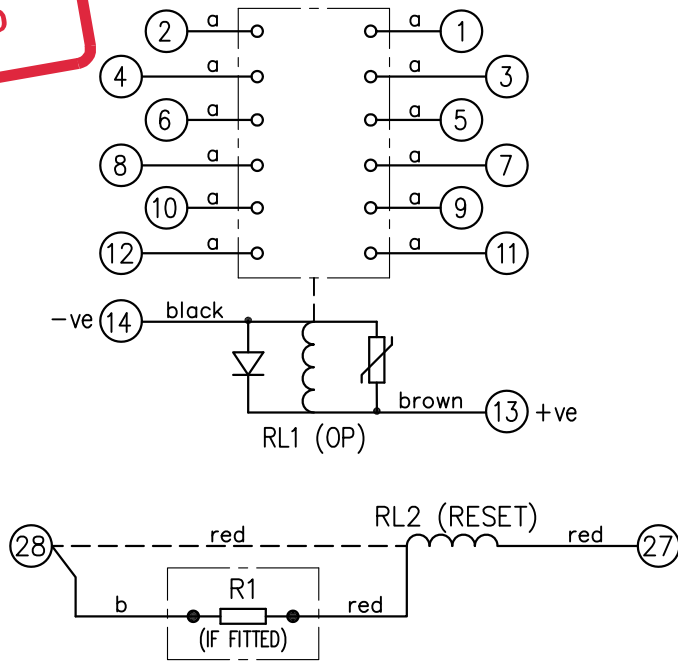 2 a a 1
4 a a 3
6 a a 5
8 a a 7
10 a a 9
12 a a 11
-ve 14 black
brown 13 +ve
RL1 (OP)
RL2 (RESET)
28 red red 27
R1
b red
(IF FITTED)